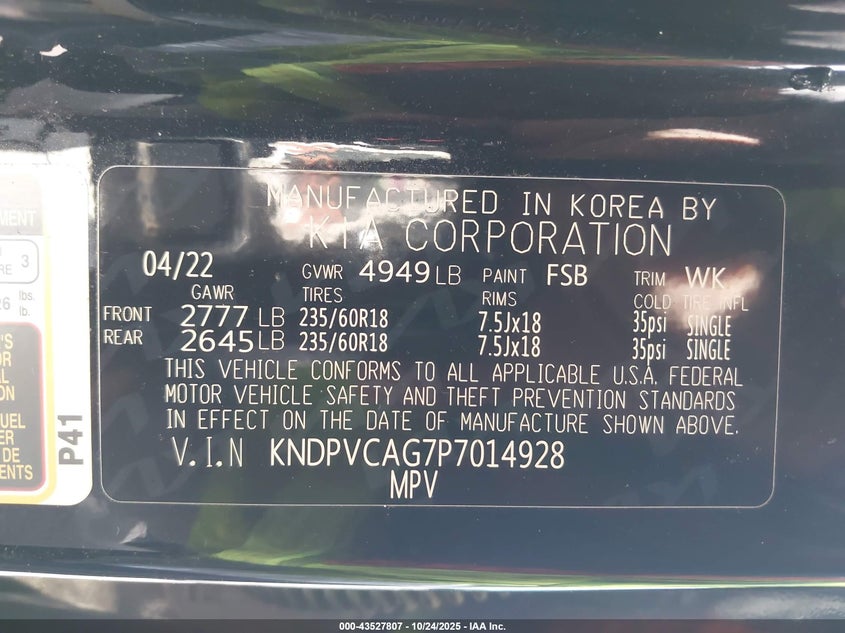 MANUFACTURED IN KOREA BY
KIA CORPORATION
04/22 GVWR 4949 LB PAINT FSB TRIM WK
GAWR TIRES RIMS COLD TIRE INFL
FRONT 2777 LB 235/60R18 7.5Jx18 35psi SINGLE
REAR 2645 LB 235/60R18 7.5Jx18 35psi SINGLE
THIS VEHICLE CONFORMS TO ALL APPLICABLE U.S.A. FEDERAL
MOTOR VEHICLE SAFETY AND THEFT PREVENTION STANDARDS
IN EFFECT ON THE DATE OF MANUFACTURE SHOWN ABOVE.
V.I.N KNDPVCAG7P7014928
MPV
3
lbs.
lb.
P41
000-43527807 - 10/24/2025 - IAA Inc.